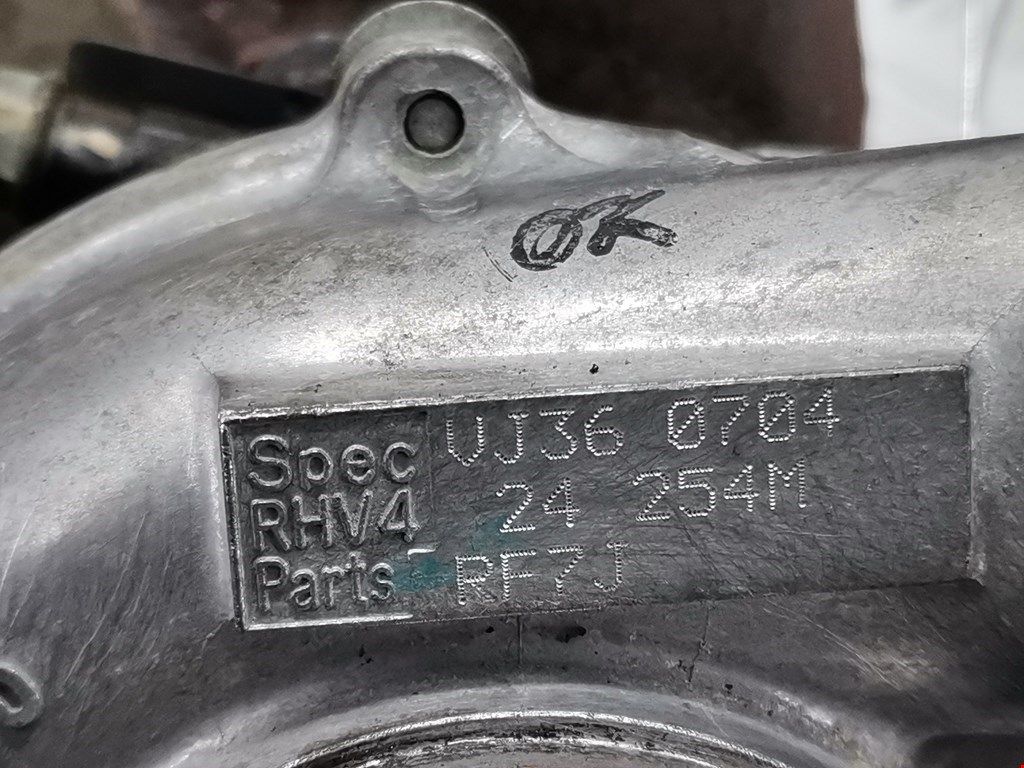 OK
Spec VJ36 0704
RHV4 24 254M
Parts RF7J